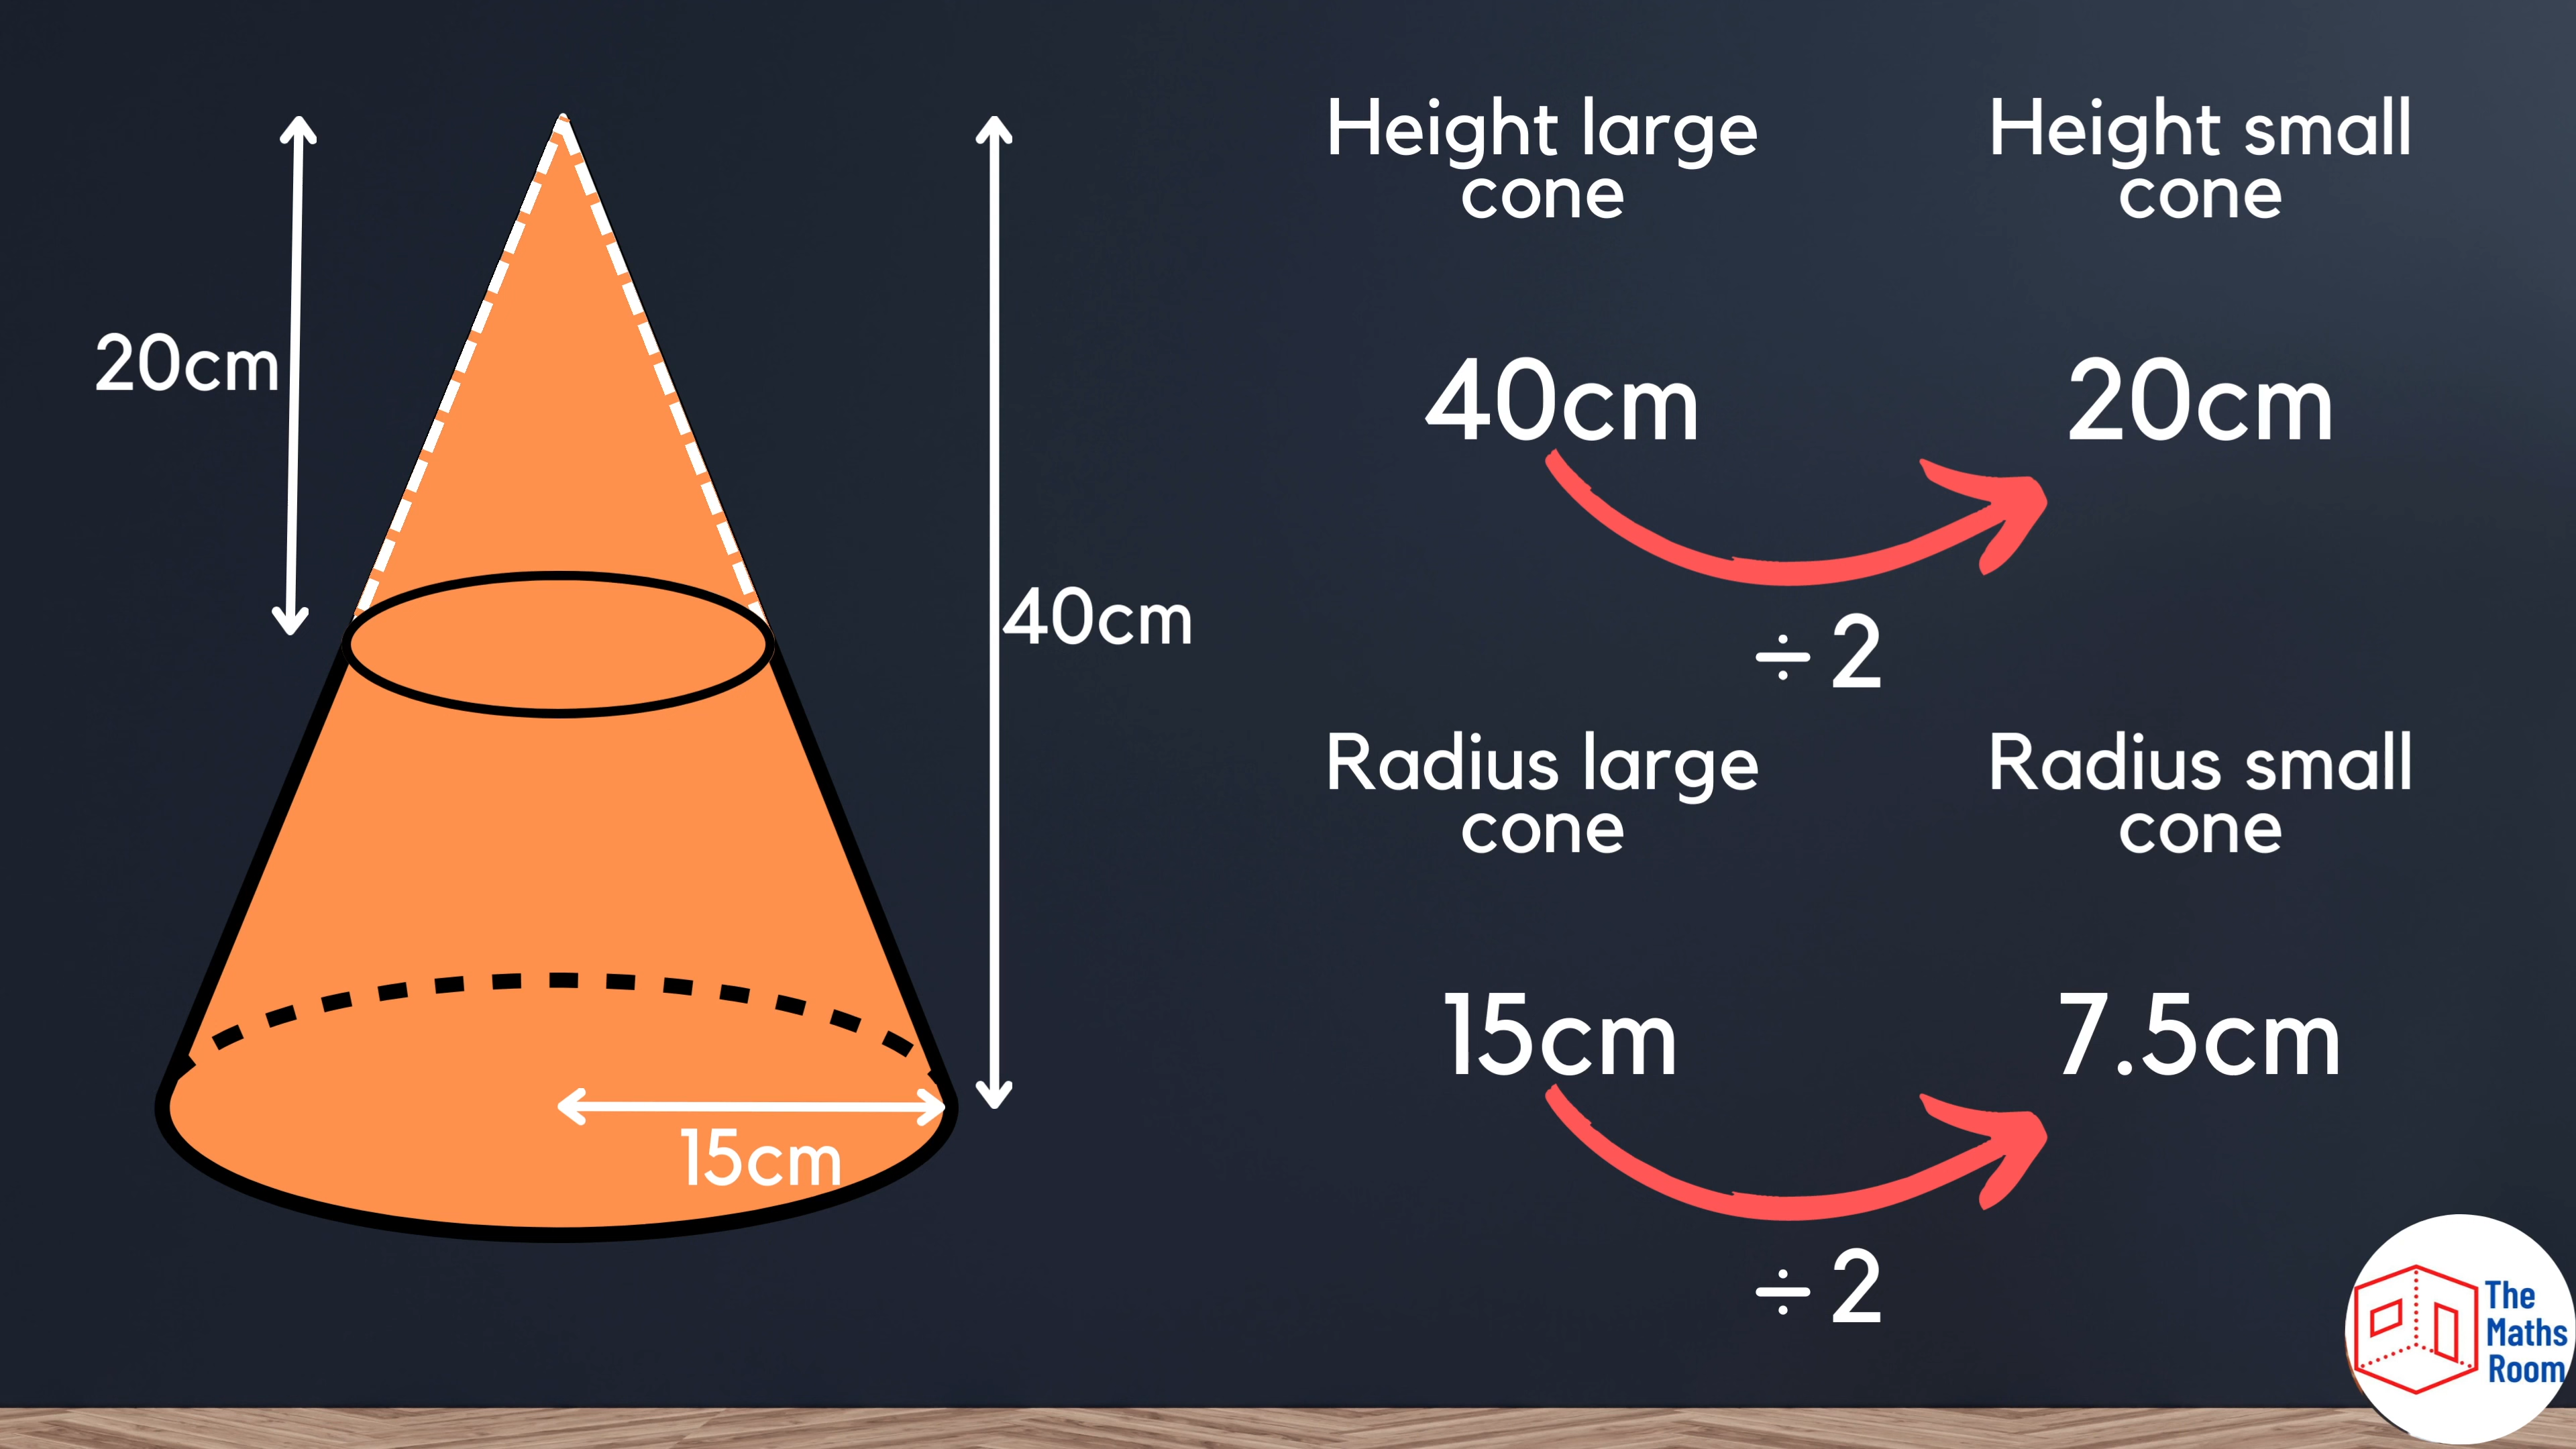 20cm
40cm
15cm
Height large
cone
Height small
cone
40cm
20cm
÷ 2
Radius large
cone
Radius small
cone
15cm
7.5cm
÷ 2
The
Maths
Room